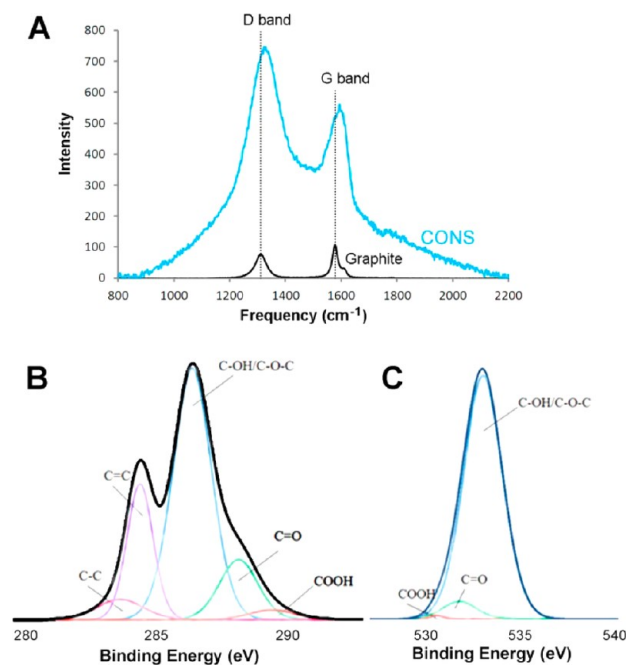 A
D band
G band
800
700
600
500
400
300
200
100
0
Intensity
CONS
Graphite
800 1000 1200 1400 1600 1800 2000 2200
Frequency (cm-1)
B
C-OH/C-O-C
C=C
C-C
C=O
COOH
280 285 290
Binding Energy (eV)
C
C-OH/C-O-C
COOH
C=O
530 535 540
Binding Energy (eV)